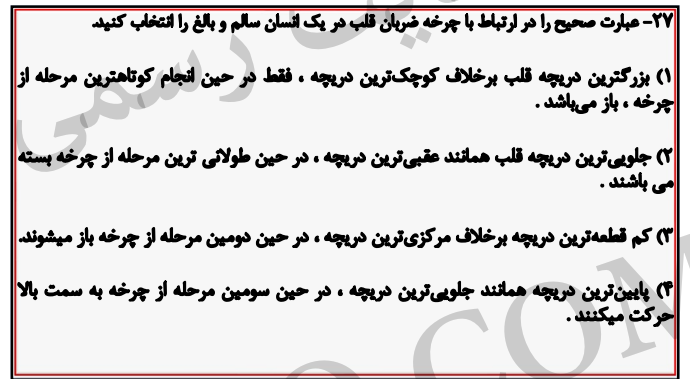 ۲۷- عبارت صحیح را در ارتباط با چرخه ضربان قلب در یک انسان سالم و بالغ را انتخاب کنید.
۱) بزرگترین دریچه قلب برخلاف کوچک‌ترین دریچه ، فقط در حین انجام کوتاهترین مرحله از
چرخه ، باز می‌باشد .
۲) جلویی‌ترین دریچه قلب همانند عقبی‌ترین دریچه ، در حین طولانی ترین مرحله از چرخه بسته
می باشند .
۳) کم قطعه‌ترین دریچه برخلاف مرکزی‌ترین دریچه ، در حین دومین مرحله از چرخه باز میشوند.
۴) پایین‌ترین دریچه همانند جلویی‌ترین دریچه ، در حین سومین مرحله از چرخه به سمت بالا
حرکت میکنند .
رسمی
COM